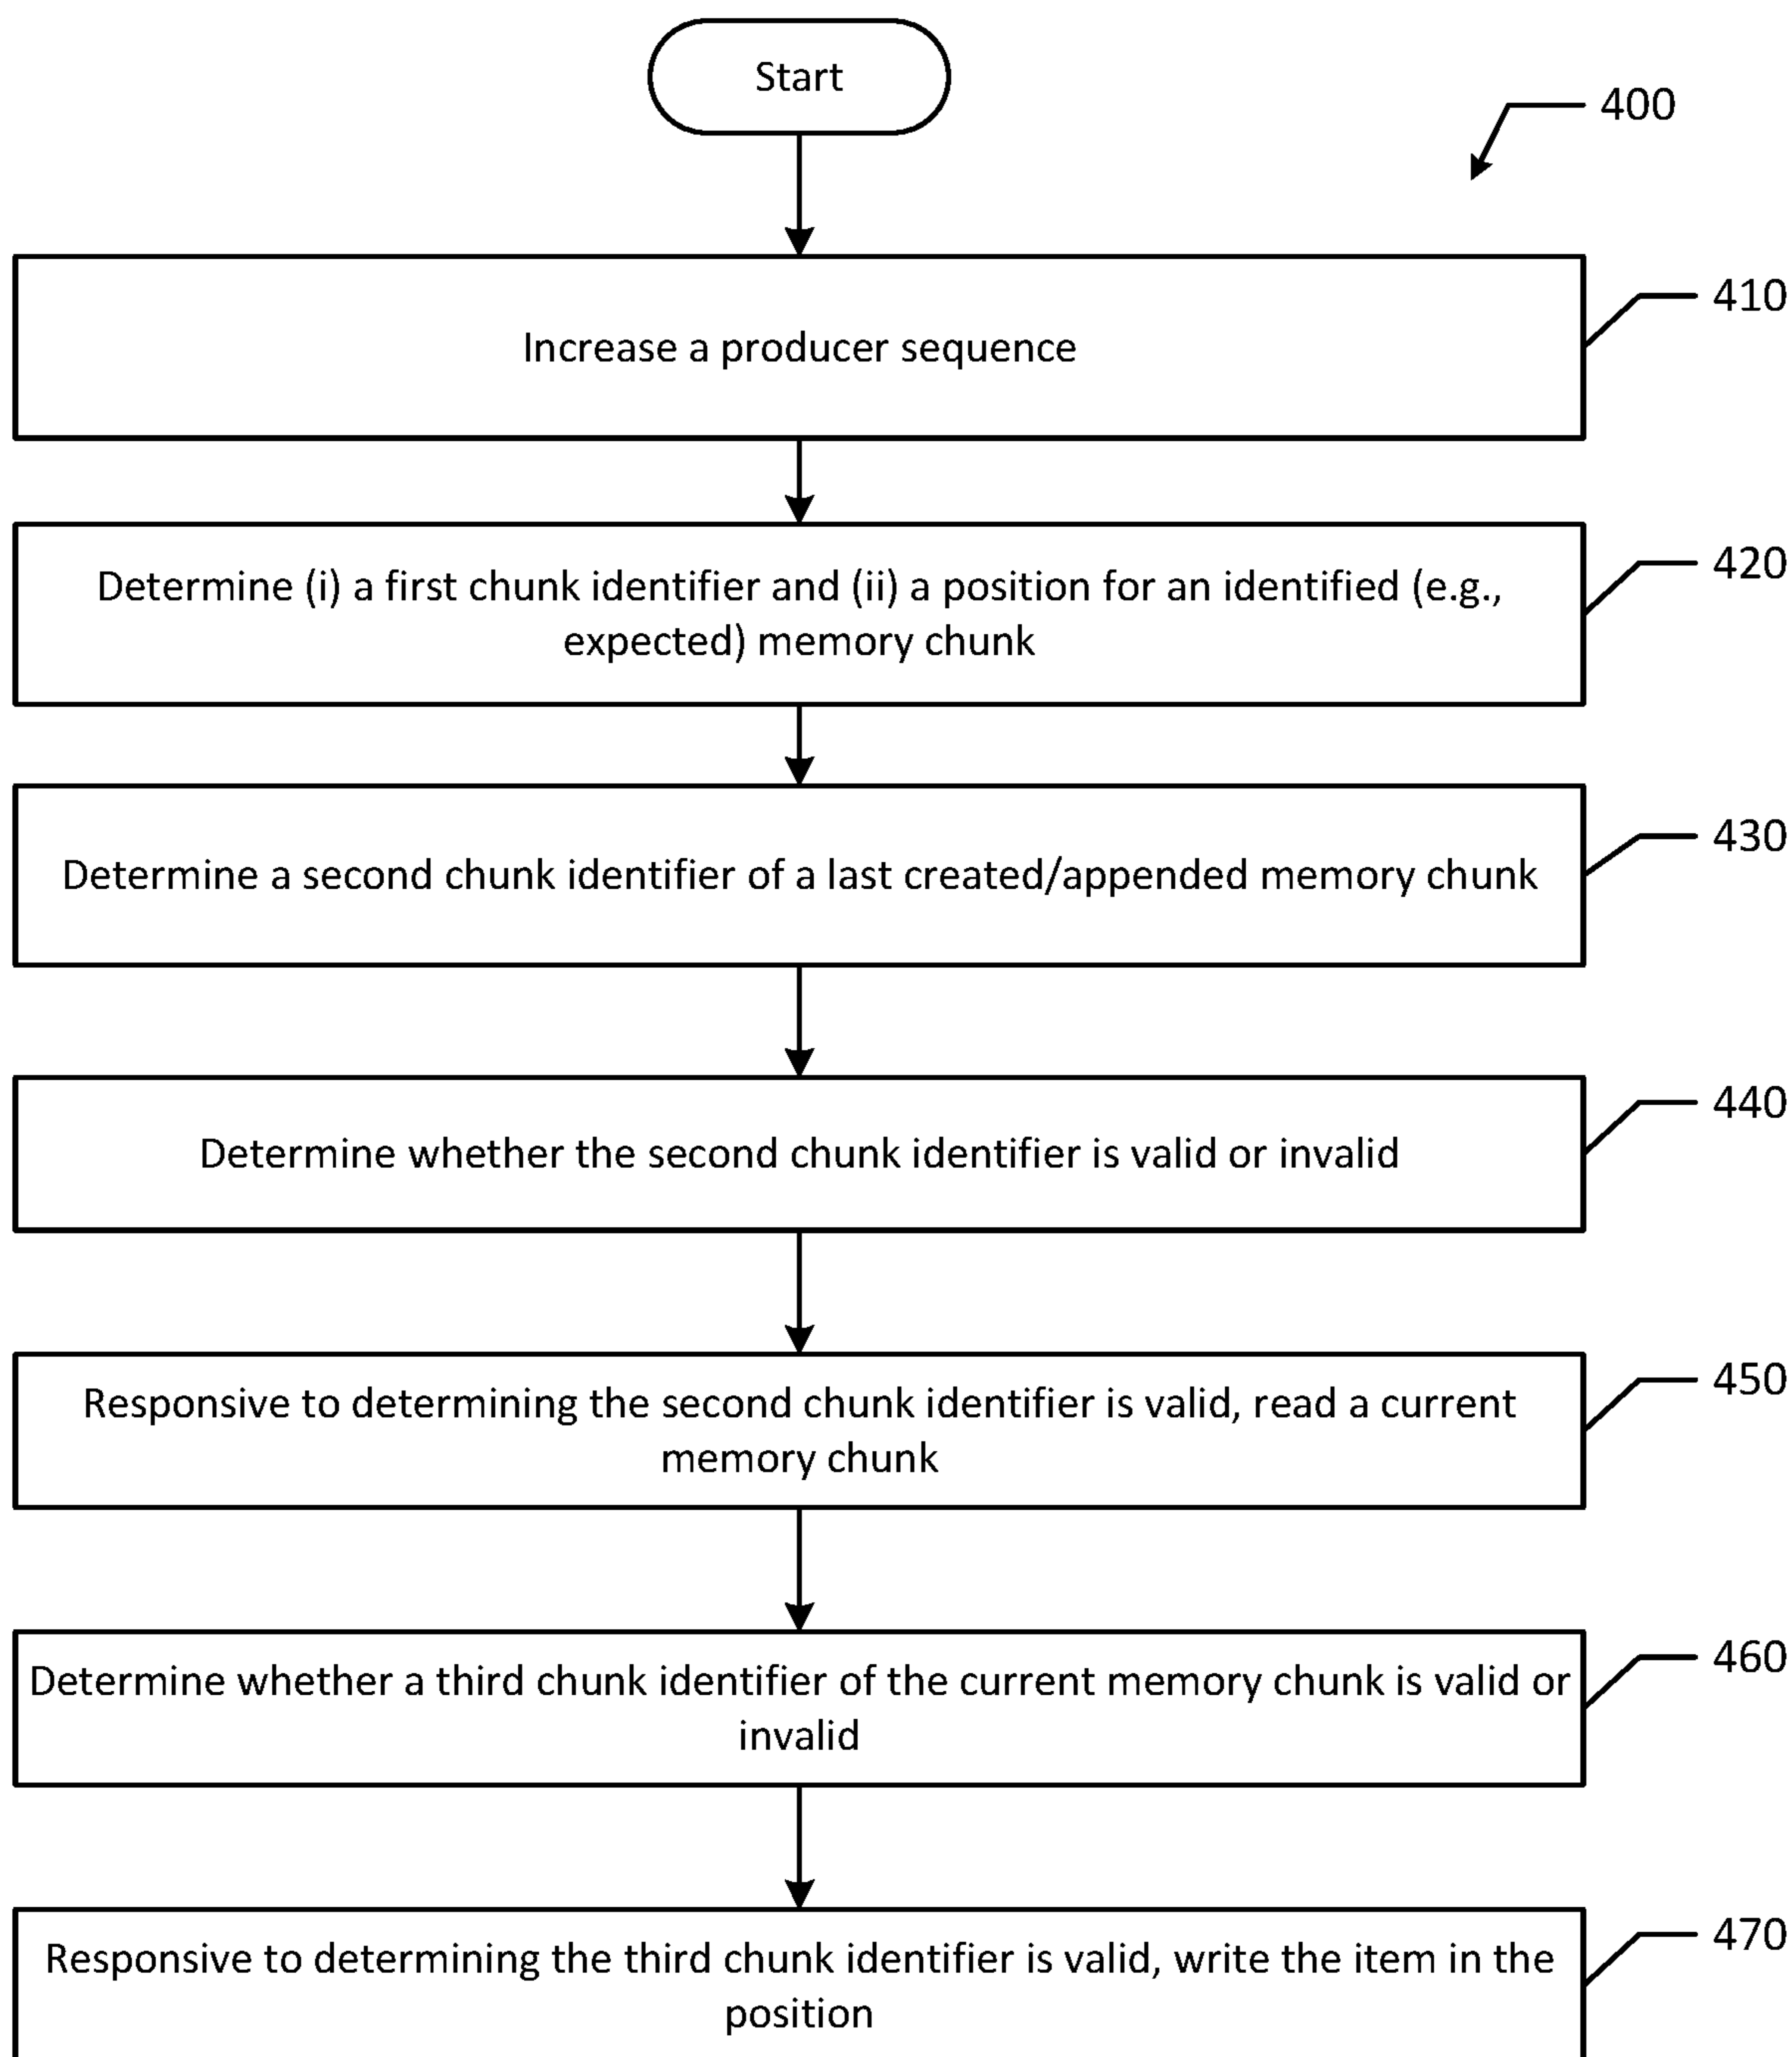 Start
400
Increase a producer sequence
410
Determine (i) a first chunk identifier and (ii) a position for an identified (e.g.,
expected) memory chunk
420
Determine a second chunk identifier of a last created/appended memory chunk
430
Determine whether the second chunk identifier is valid or invalid
440
Responsive to determining the second chunk identifier is valid, read a current
memory chunk
450
Determine whether a third chunk identifier of the current memory chunk is valid or
invalid
460
Responsive to determining the third chunk identifier is valid, write the item in the
position
470